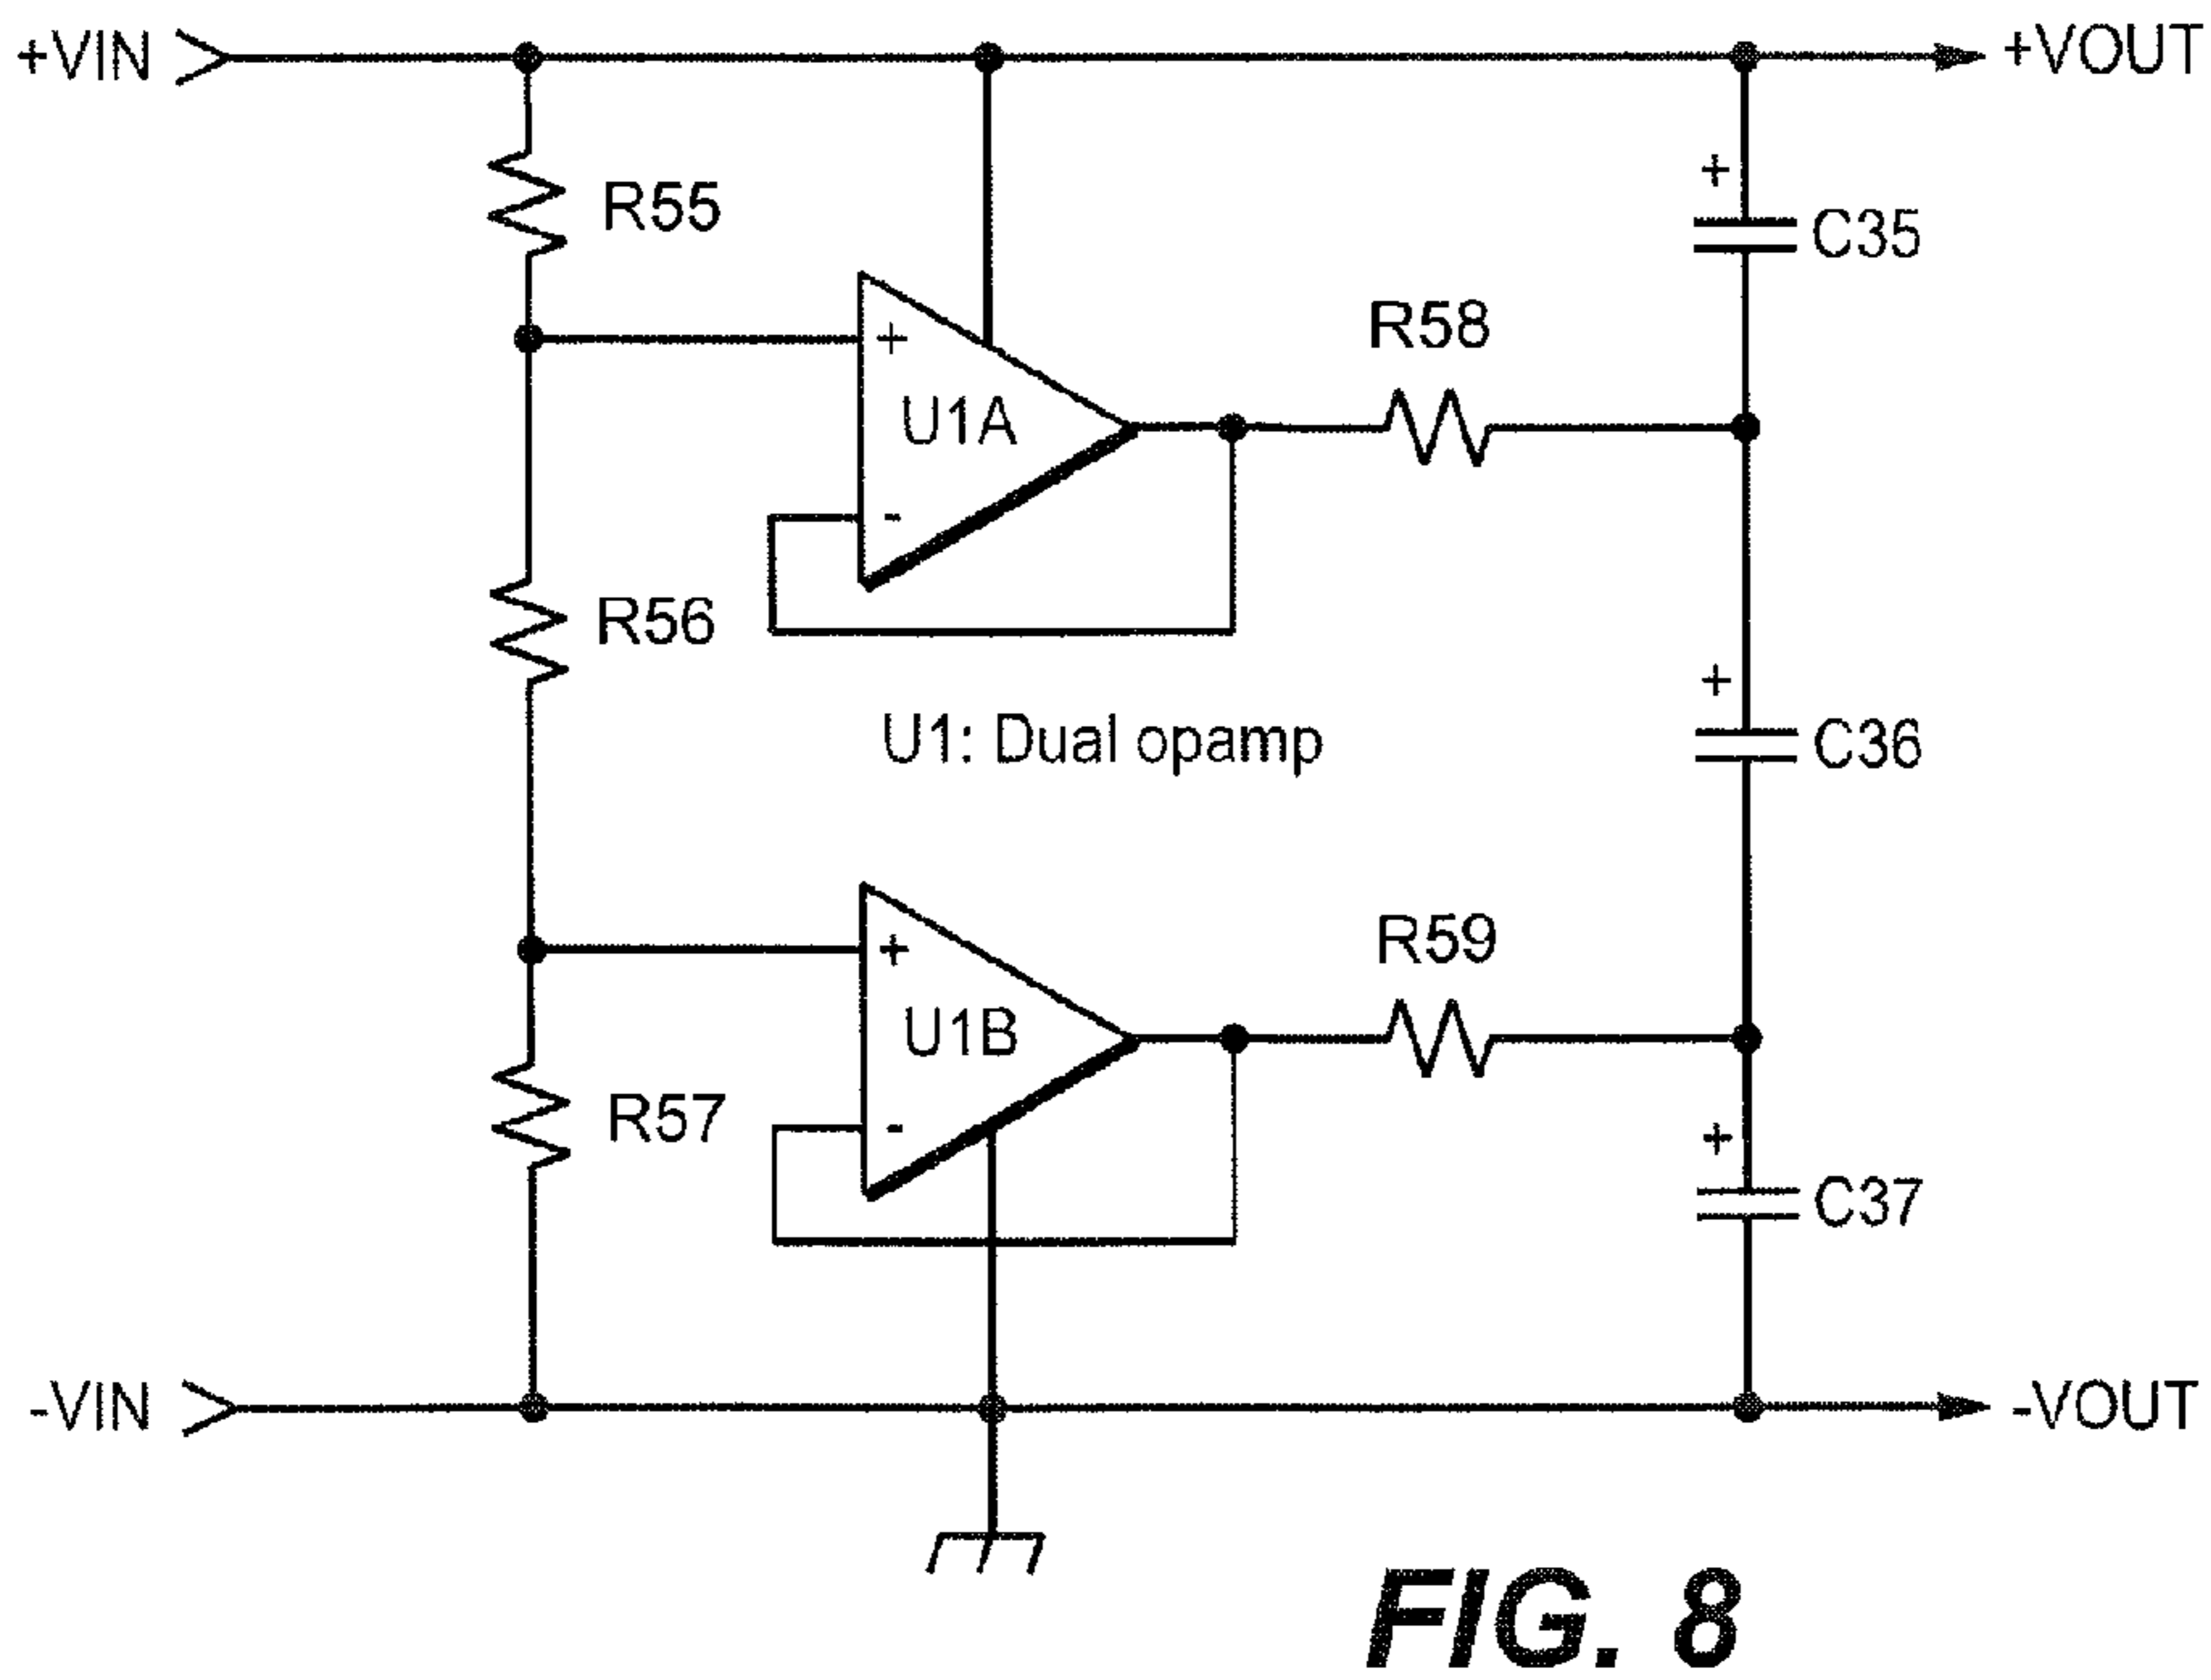 +VIN
+VOUT
R55
+
C35
R58
+
U1A
-
R56
+
U1: Dual opamp
C36
+
R59
U1B
R57
-
+
C37
-VIN
-VOUT
FIG. 8